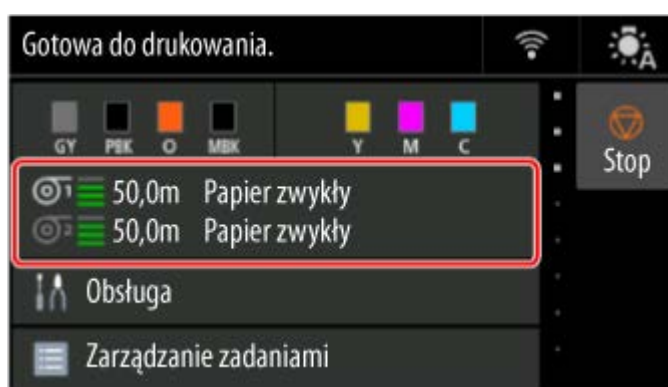 Gotowa do drukowania.
A
GY PBK O MBK Y M C
Stop
1 50,0m Papier zwykły
2 50,0m Papier zwykły
Obsługa
Zarządzanie zadaniami